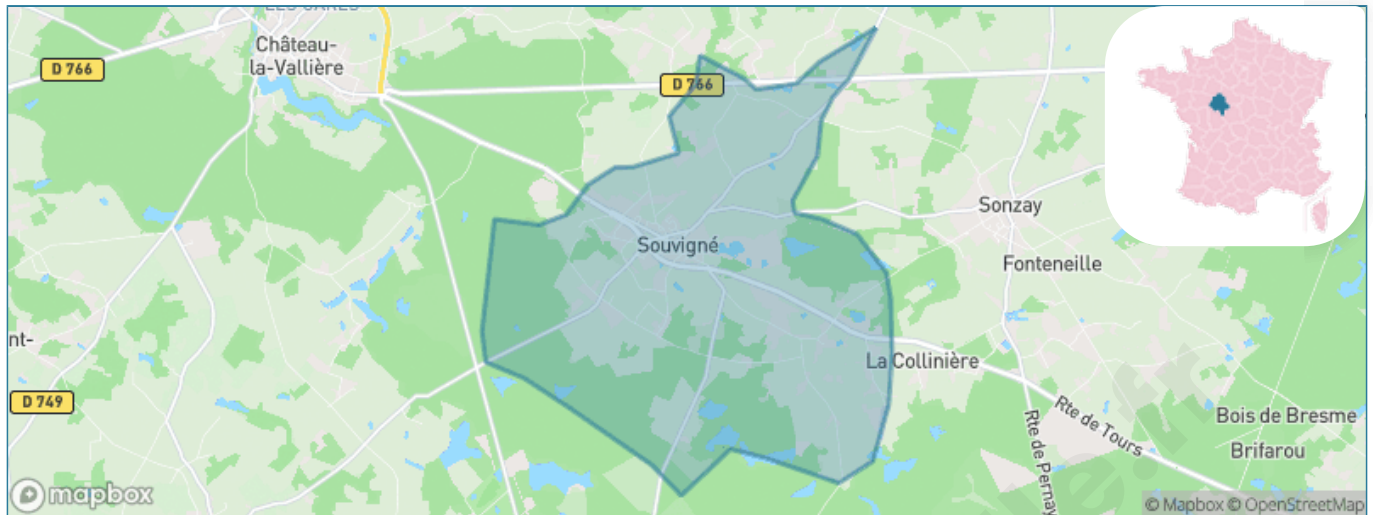 Château-
la-Vallière
D 766
D 766
Sonzay
Souvigné
Fonteneille
nt-
La Collinière
D 749
Rte de Tours
Rte de Pernay
Bois de Bresme
Brifarou
mapbox
© Mapbox © OpenStreetMap